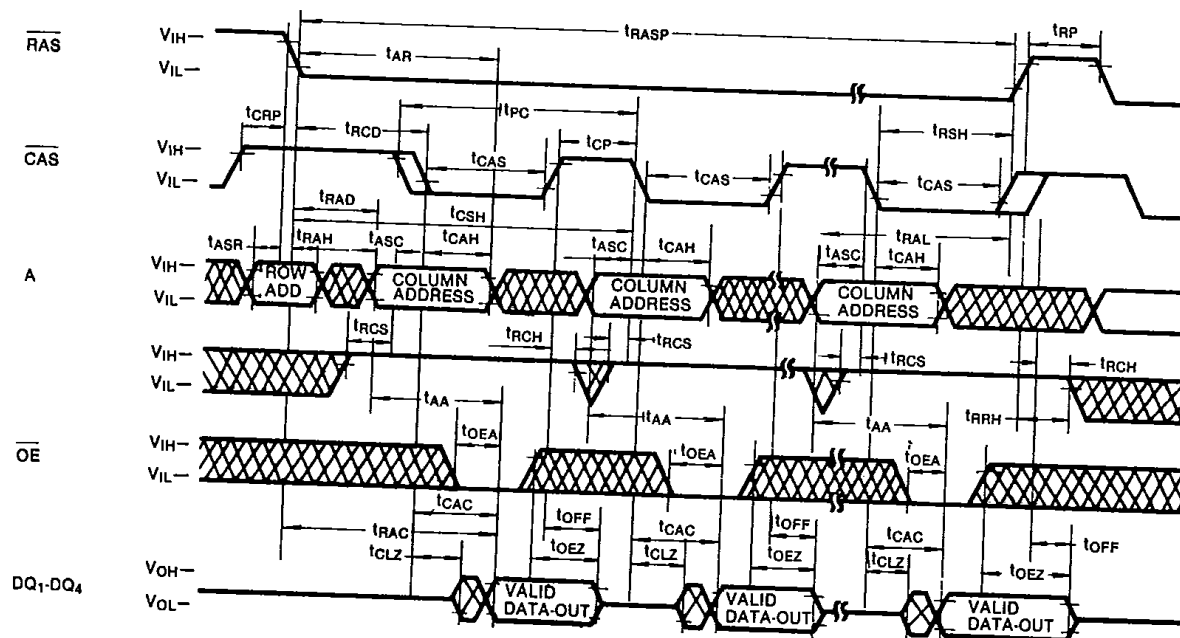 tRASP
tRP
RAS
VIH
VIL
tAR
tPC
tCRP
tRCD
tCP
tRSH
CAS
VIH
VIL
tCAS
tCAS
tCAS
tRAD
tCSH
tRAL
tASR
tRAH
tASC
tCAH
tASC
tCAH
tASC
tCAH
A
VIH
VIL
ROW
ADD
COLUMN
ADDRESS
COLUMN
ADDRESS
COLUMN
ADDRESS
tRCS
tRCH
tRCS
tRCS
tRCH
VIH
VIL
tAA
tAA
tAA
tRRH
OE
VIH
VIL
tOEA
tOEA
tOEA
tCAC
tRAC
tOFF
tCAC
tOFF
tCAC
tOFF
tCLZ
tOEZ
tCLZ
tOEZ
tCLZ
tOEZ
DQ1-DQ4
VOH
VOL
VALID
DATA-OUT
VALID
DATA-OUT
VALID
DATA-OUT